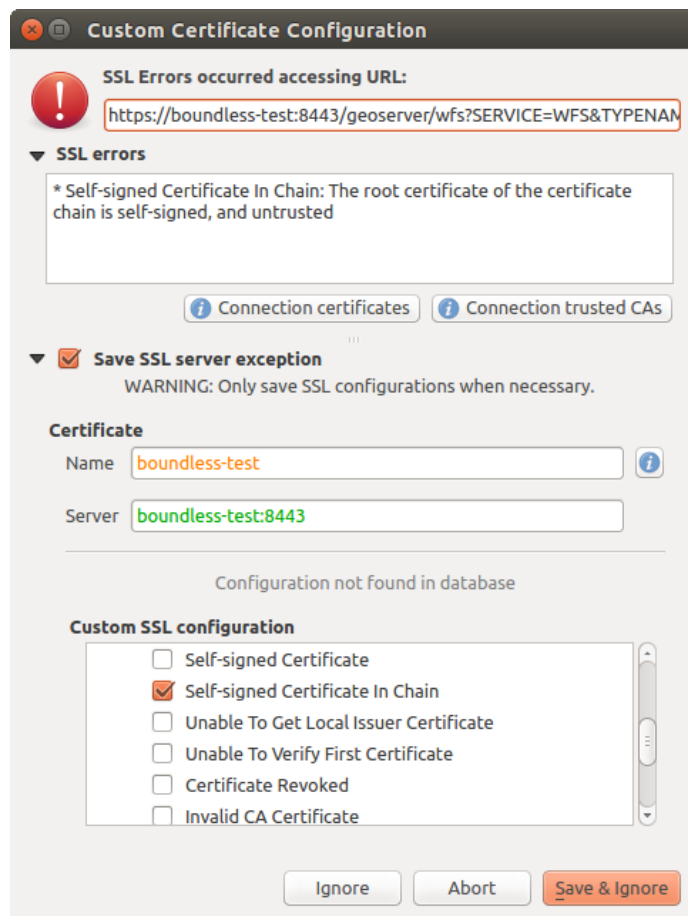 Custom Certificate Configuration
SSL Errors occurred accessing URL:
https://boundless-test:8443/geoserver/wfs?SERVICE=WFS&TYPENAM
SSL errors
* Self-signed Certificate In Chain: The root certificate of the certificate
chain is self-signed, and untrusted
Connection certificates
Connection trusted CAs
Save SSL server exception
WARNING: Only save SSL configurations when necessary.
Certificate
Name boundless-test
Server boundless-test:8443
Configuration not found in database
Custom SSL configuration
Self-signed Certificate
Self-signed Certificate In Chain
Unable To Get Local Issuer Certificate
Unable To Verify First Certificate
Certificate Revoked
Invalid CA Certificate
Ignore
Abort
Save & Ignore